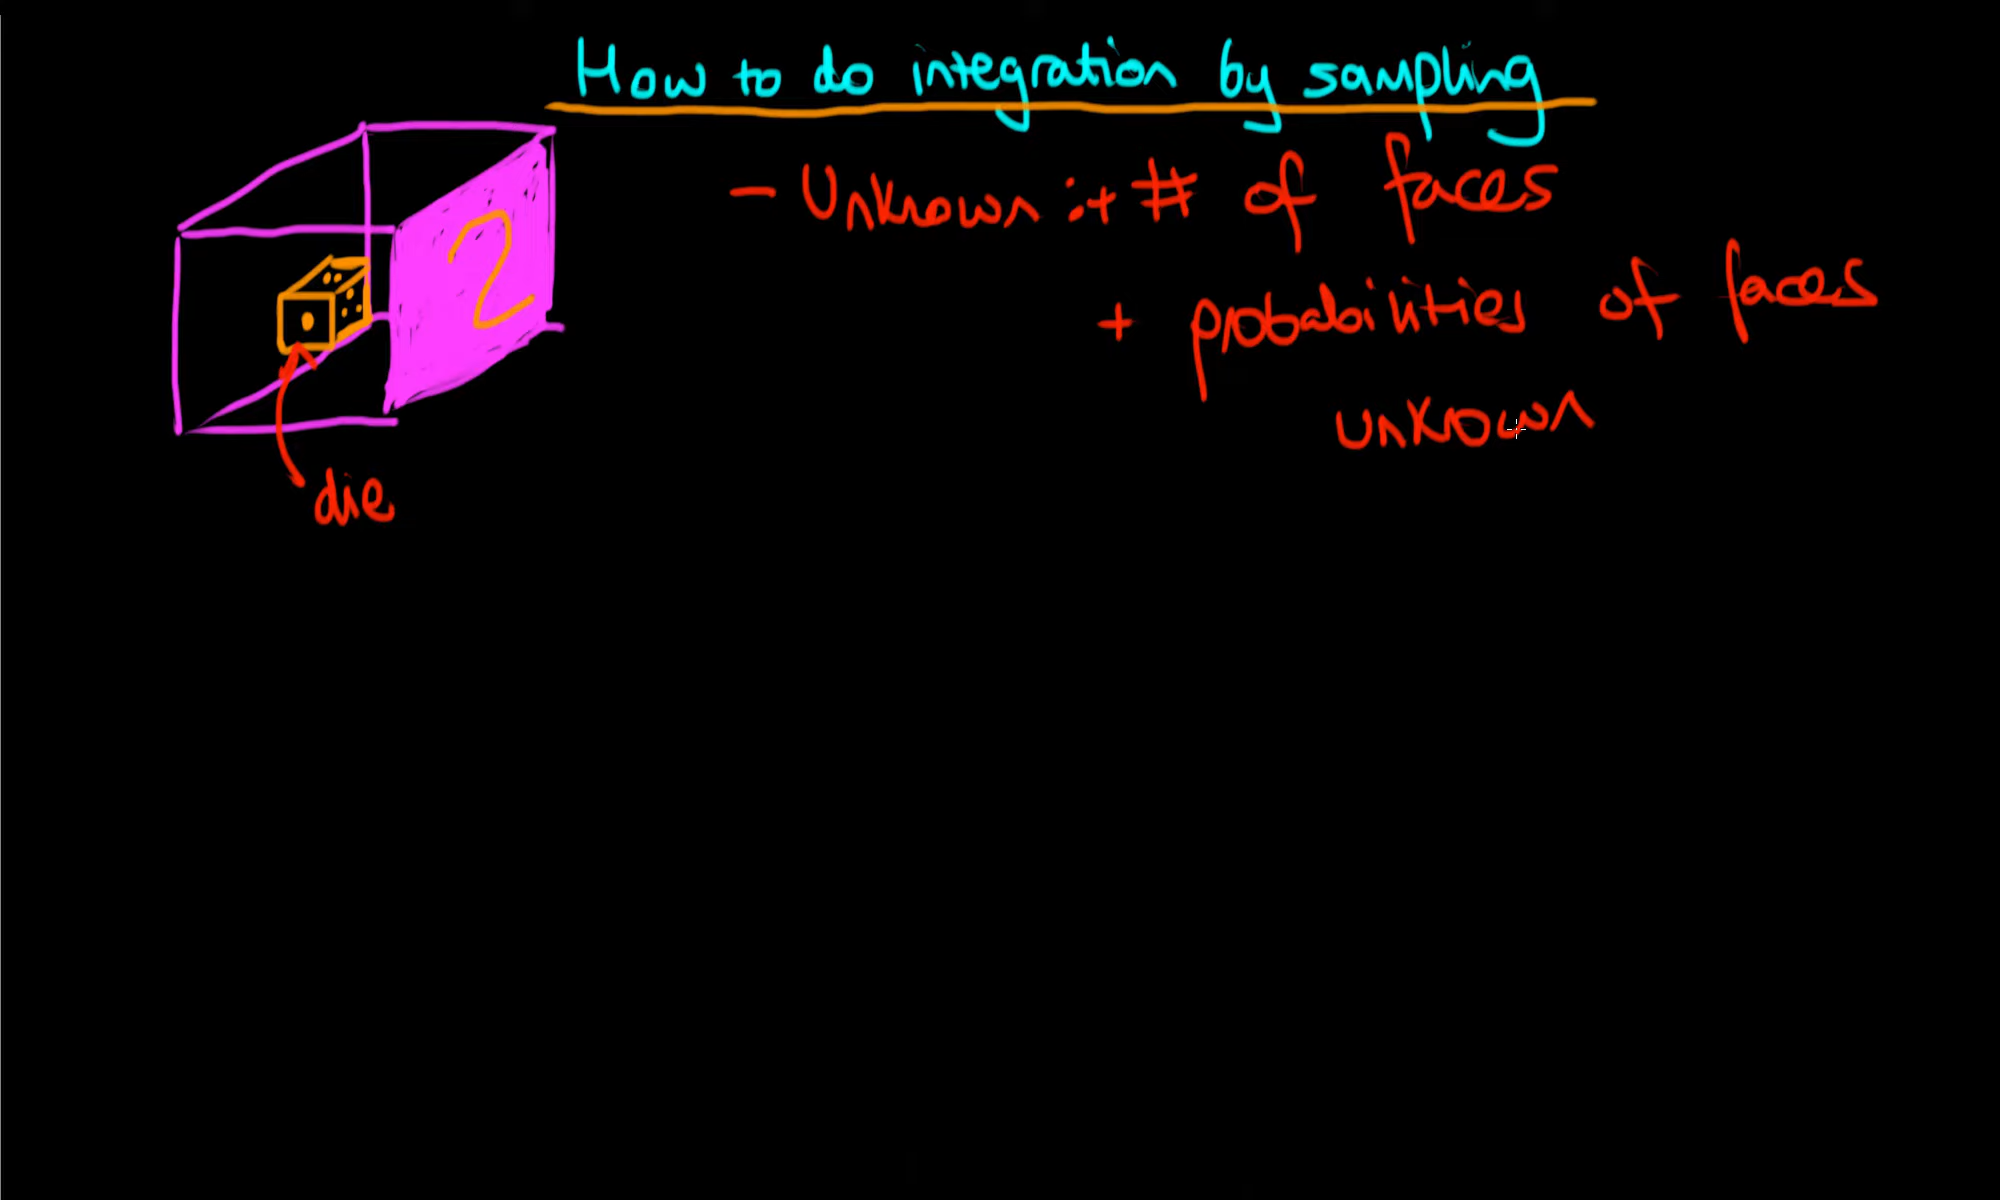 How to do integration by sampling
- Unknown: + # of faces
2
+ probabilities of faces
unknown
die